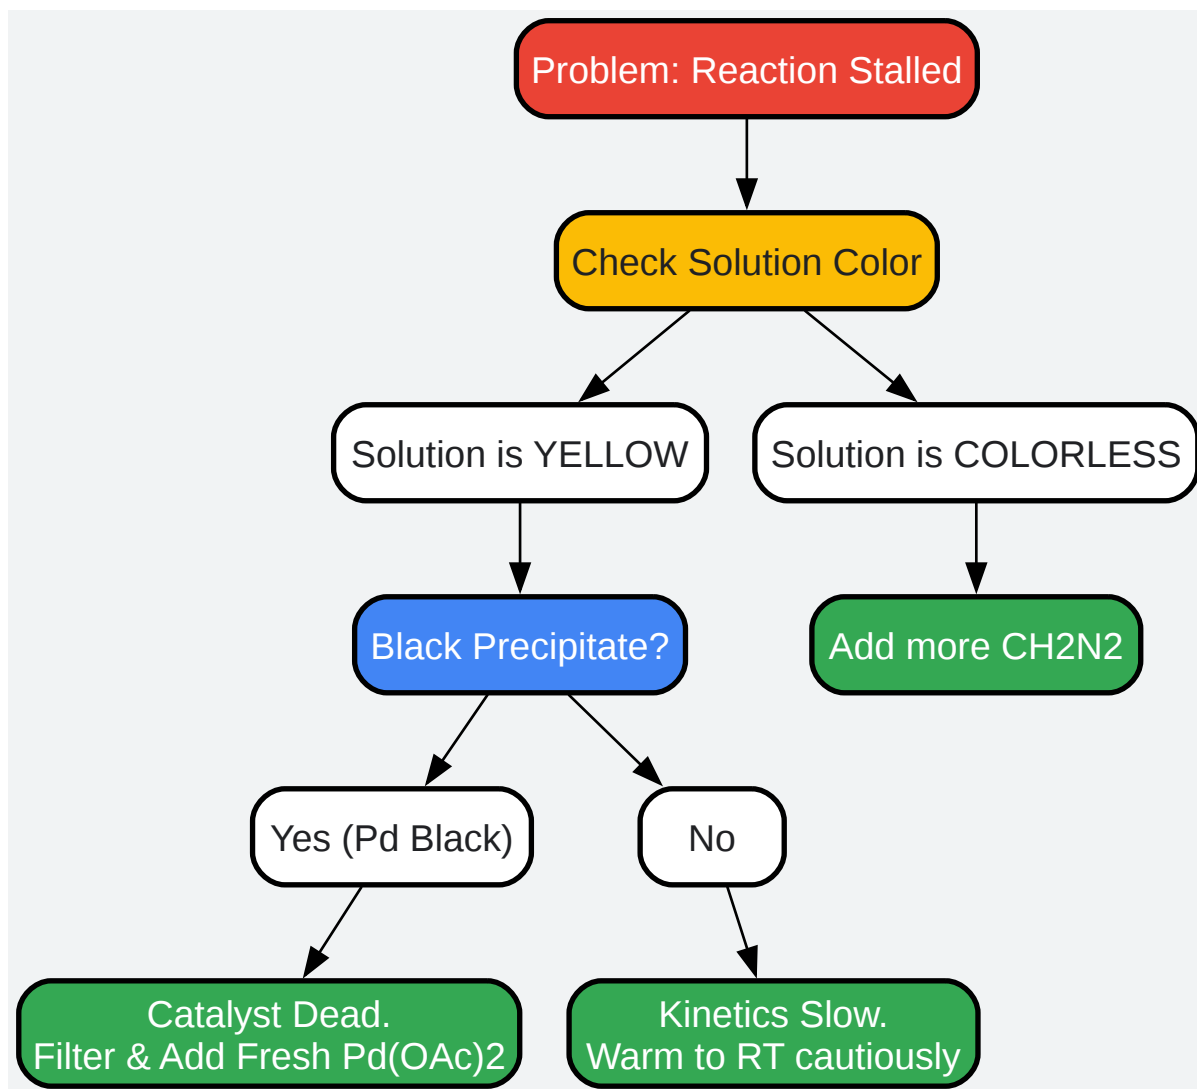 Problem: Reaction Stalled
Check Solution Color
Solution is YELLOW
Solution is COLORLESS
Black Precipitate?
Add more CH2N2
Yes (Pd Black)
No
Catalyst Dead.
Filter & Add Fresh Pd(OAc)2
Kinetics Slow.
Warm to RT cautiously